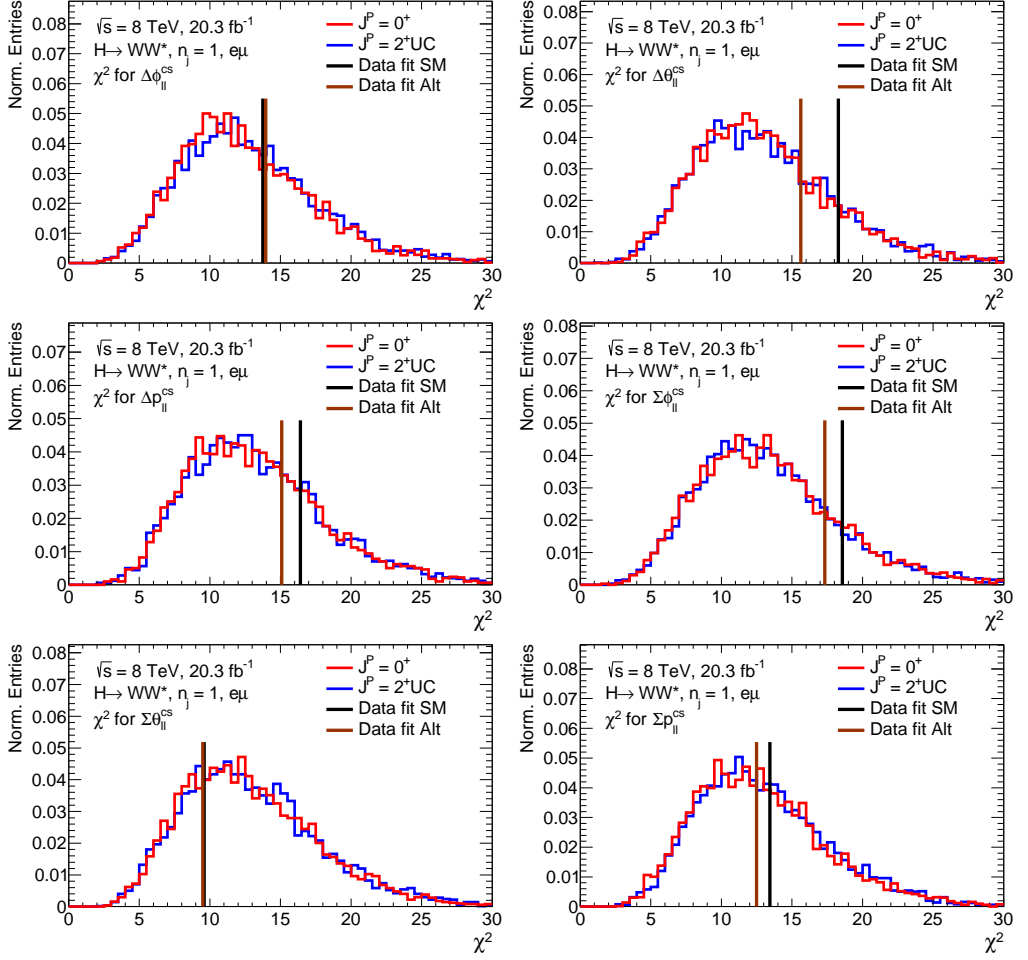 Norm. Entries
√s = 8 TeV, 20.3 fb⁻¹
H→WW*, n_j = 1, eμ
χ² for Δφ_ll^cs
J^P = 0⁺
J^P = 2⁺UC
Data fit SM
Data fit Alt
0.05
0.04
0.03
0.02
0.01
0
0 5 10 15 20 25 30
χ²
Norm. Entries
√s = 8 TeV, 20.3 fb⁻¹
H→WW*, n_j = 1, eμ
χ² for Δθ_ll^cs
J^P = 0⁺
J^P = 2⁺UC
Data fit SM
Data fit Alt
0.08
0.07
0.06
0.05
0.04
0.03
0.02
0.01
0
0 5 10 15 20 25 30
χ²
Norm. Entries
√s = 8 TeV, 20.3 fb⁻¹
H→WW*, n_j = 1, eμ
χ² for Δp_ll^cs
J^P = 0⁺
J^P = 2⁺UC
Data fit SM
Data fit Alt
0.07
0.06
0.05
0.04
0.03
0.02
0.01
0
0 5 10 15 20 25 30
χ²
Norm. Entries
√s = 8 TeV, 20.3 fb⁻¹
H→WW*, n_j = 1, eμ
χ² for Σφ_ll^cs
J^P = 0⁺
J^P = 2⁺UC
Data fit SM
Data fit Alt
0.08
0.07
0.06
0.05
0.04
0.03
0.02
0.01
0
0 5 10 15 20 25 30
χ²
Norm. Entries
√s = 8 TeV, 20.3 fb⁻¹
H→WW*, n_j = 1, eμ
χ² for Σθ_ll^cs
J^P = 0⁺
J^P = 2⁺UC
Data fit SM
Data fit Alt
0.08
0.07
0.06
0.05
0.04
0.03
0.02
0.01
0
0 5 10 15 20 25 30
χ²
Norm. Entries
√s = 8 TeV, 20.3 fb⁻¹
H→WW*, n_j = 1, eμ
χ² for Σp_ll^cs
J^P = 0⁺
J^P = 2⁺UC
Data fit SM
Data fit Alt
0.08
0.07
0.06
0.05
0.04
0.03
0.02
0.01
0
0 5 10 15 20 25 30
χ²